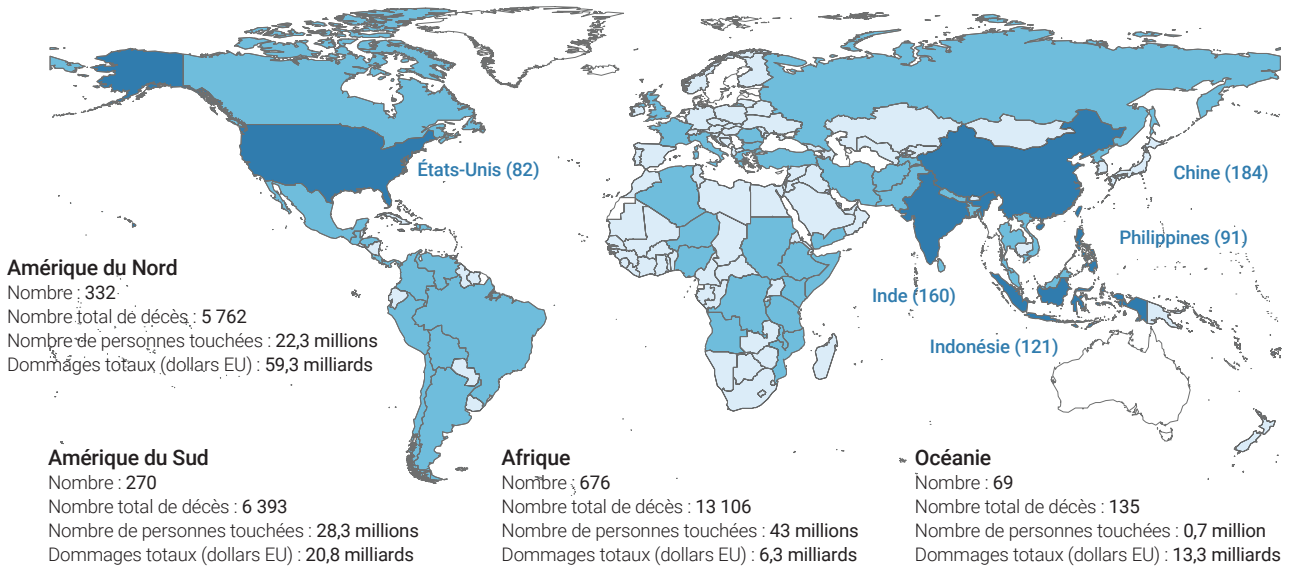 États-Unis (82)
Chine (184)
Philippines (91)
Inde (160)
Indonésie (121)
Amérique du Nord
Nombre : 332
Nombre total de décès : 5 762
Nombre de personnes touchées : 22,3 millions
Dommages totaux (dollars EU) : 59,3 milliards
Amérique du Sud
Nombre : 270
Nombre total de décès : 6 393
Nombre de personnes touchées : 28,3 millions
Dommages totaux (dollars EU) : 20,8 milliards
Afrique
Nombre : 676
Nombre total de décès : 13 106
Nombre de personnes touchées : 43 millions
Dommages totaux (dollars EU) : 6,3 milliards
Océanie
Nombre : 69
Nombre total de décès : 135
Nombre de personnes touchées : 0,7 million
Dommages totaux (dollars EU) : 13,3 milliards